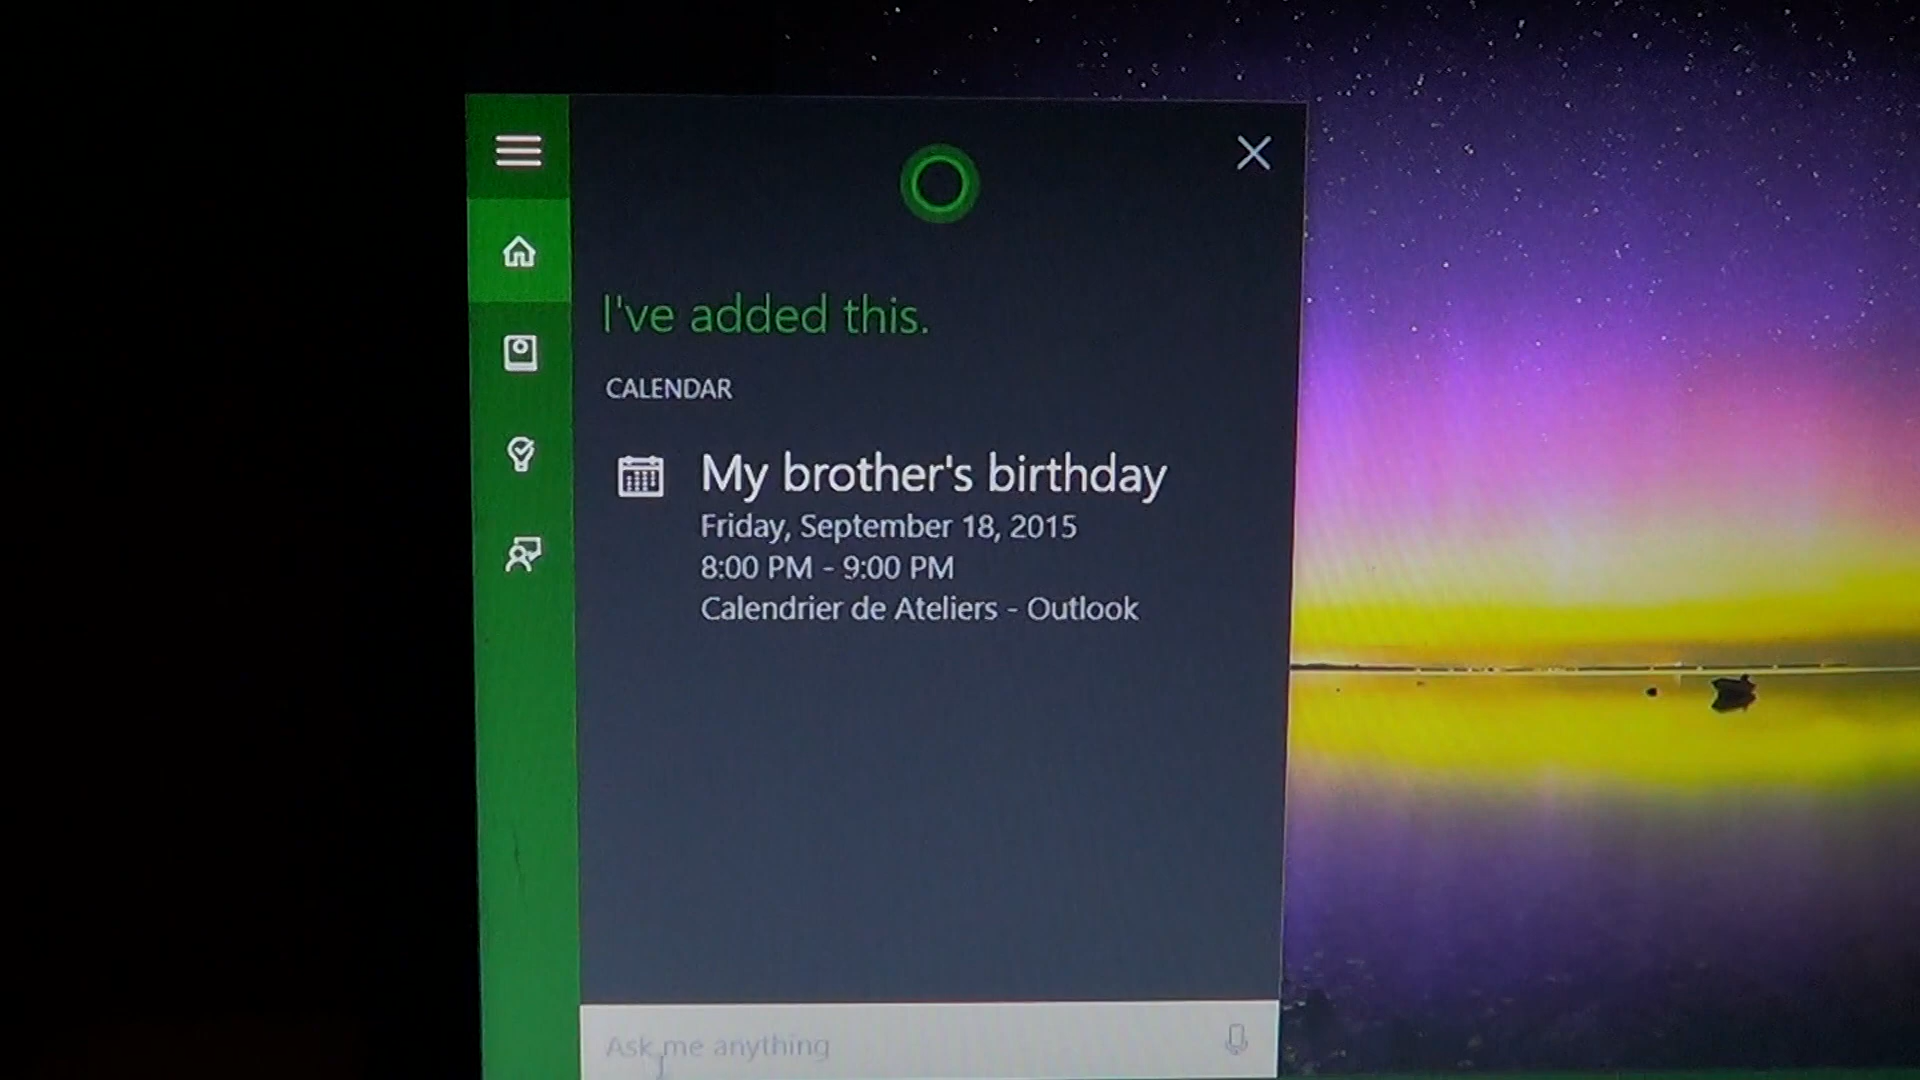 I've added this.
CALENDAR
My brother's birthday
Friday, September 18, 2015
8:00 PM - 9:00 PM
Calendrier de Ateliers - Outlook
Ask me anything